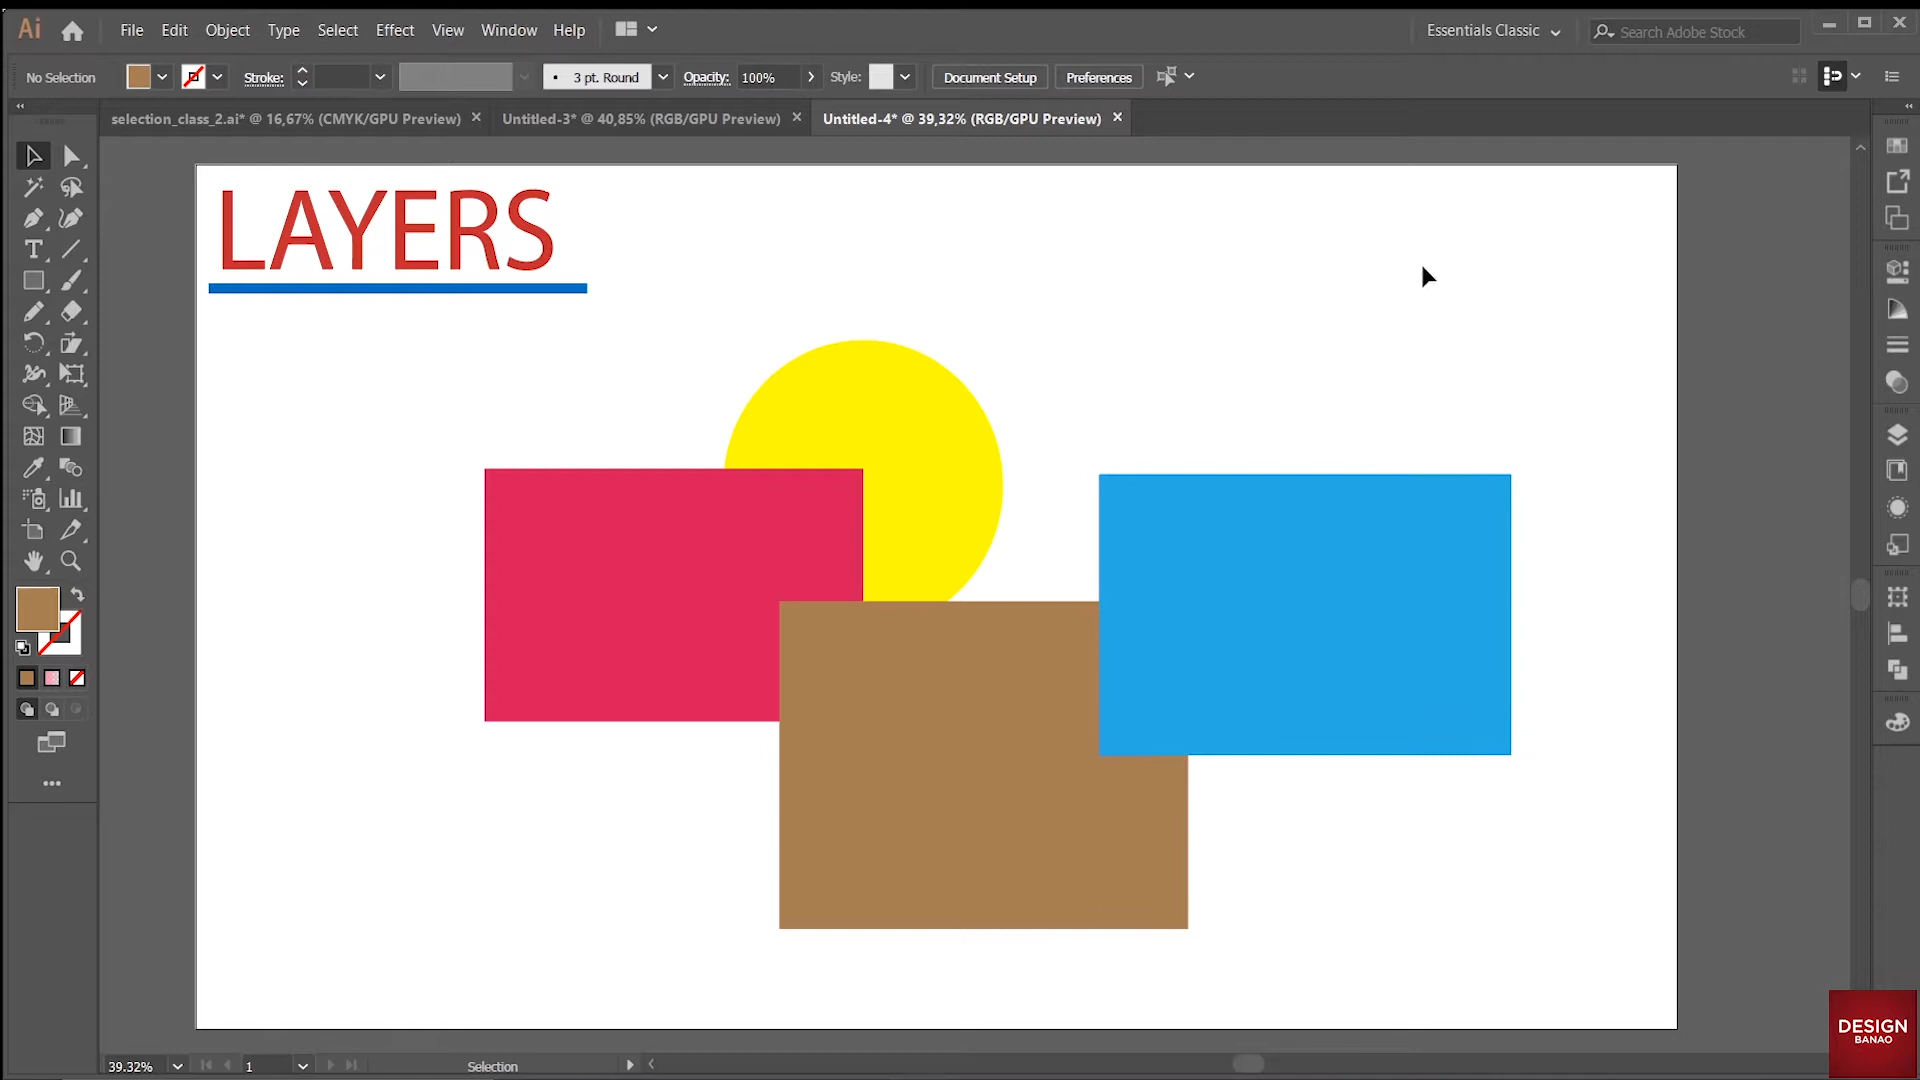 Ai File Edit Object Type Select Effect View Window Help Essentials Classic Search Adobe Stock
No Selection Stroke: 3 pt. Round Opacity: 100% Style: Document Setup Preferences
selection_class_2.ai* @ 16,67% (CMYK/GPU Preview) Untitled-3* @ 40,85% (RGB/GPU Preview) Untitled-4* @ 39,32% (RGB/GPU Preview)
LAYERS
DESIGN
BANAO
39.32% 1 Selection